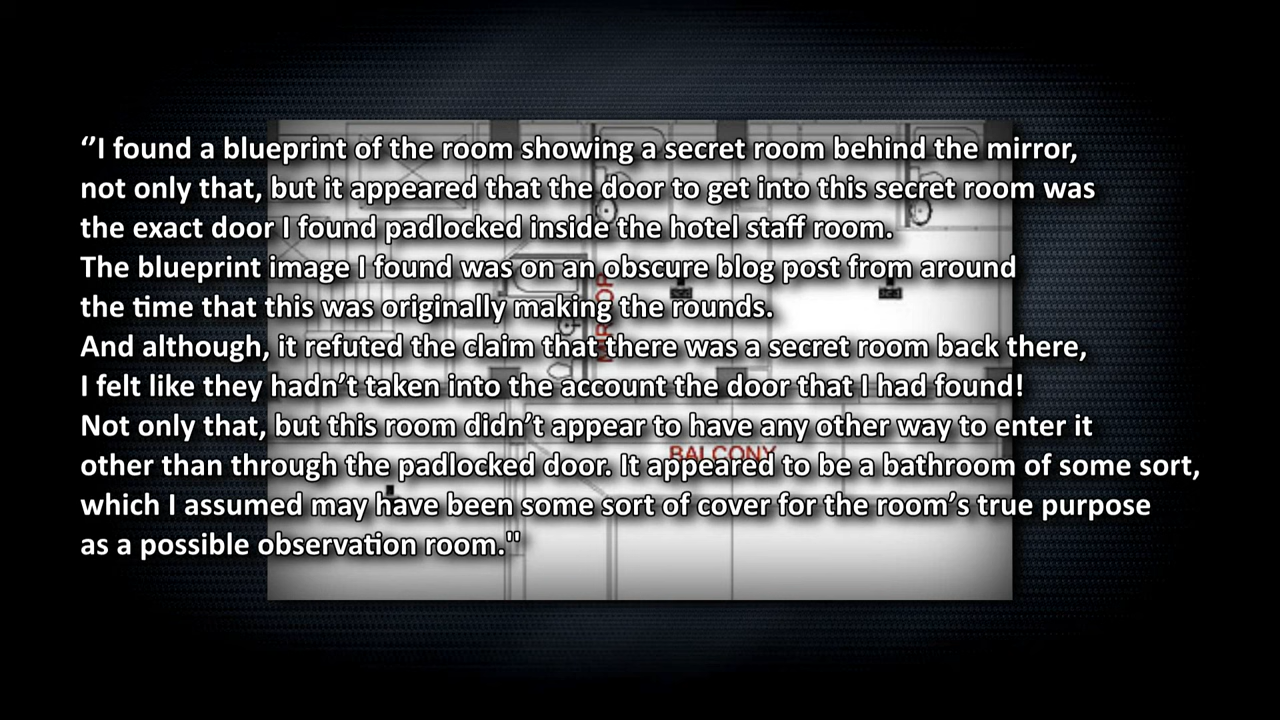 ‘’I found a blueprint of the room showing a secret room behind the mirror,
not only that, but it appeared that the door to get into this secret room was
the exact door I found padlocked inside the hotel staff room.
The blueprint image I found was on an obscure blog post from around
the time that this was originally making the rounds.
And although, it refuted the claim that there was a secret room back there,
I felt like they hadn’t taken into the account the door that I had found!
Not only that, but this room didn’t appear to have any other way to enter it
other than through the padlocked door. It appeared to be a bathroom of some sort,
which I assumed may have been some sort of cover for the room’s true purpose
as a possible observation room."
MIRROR
BALCONY